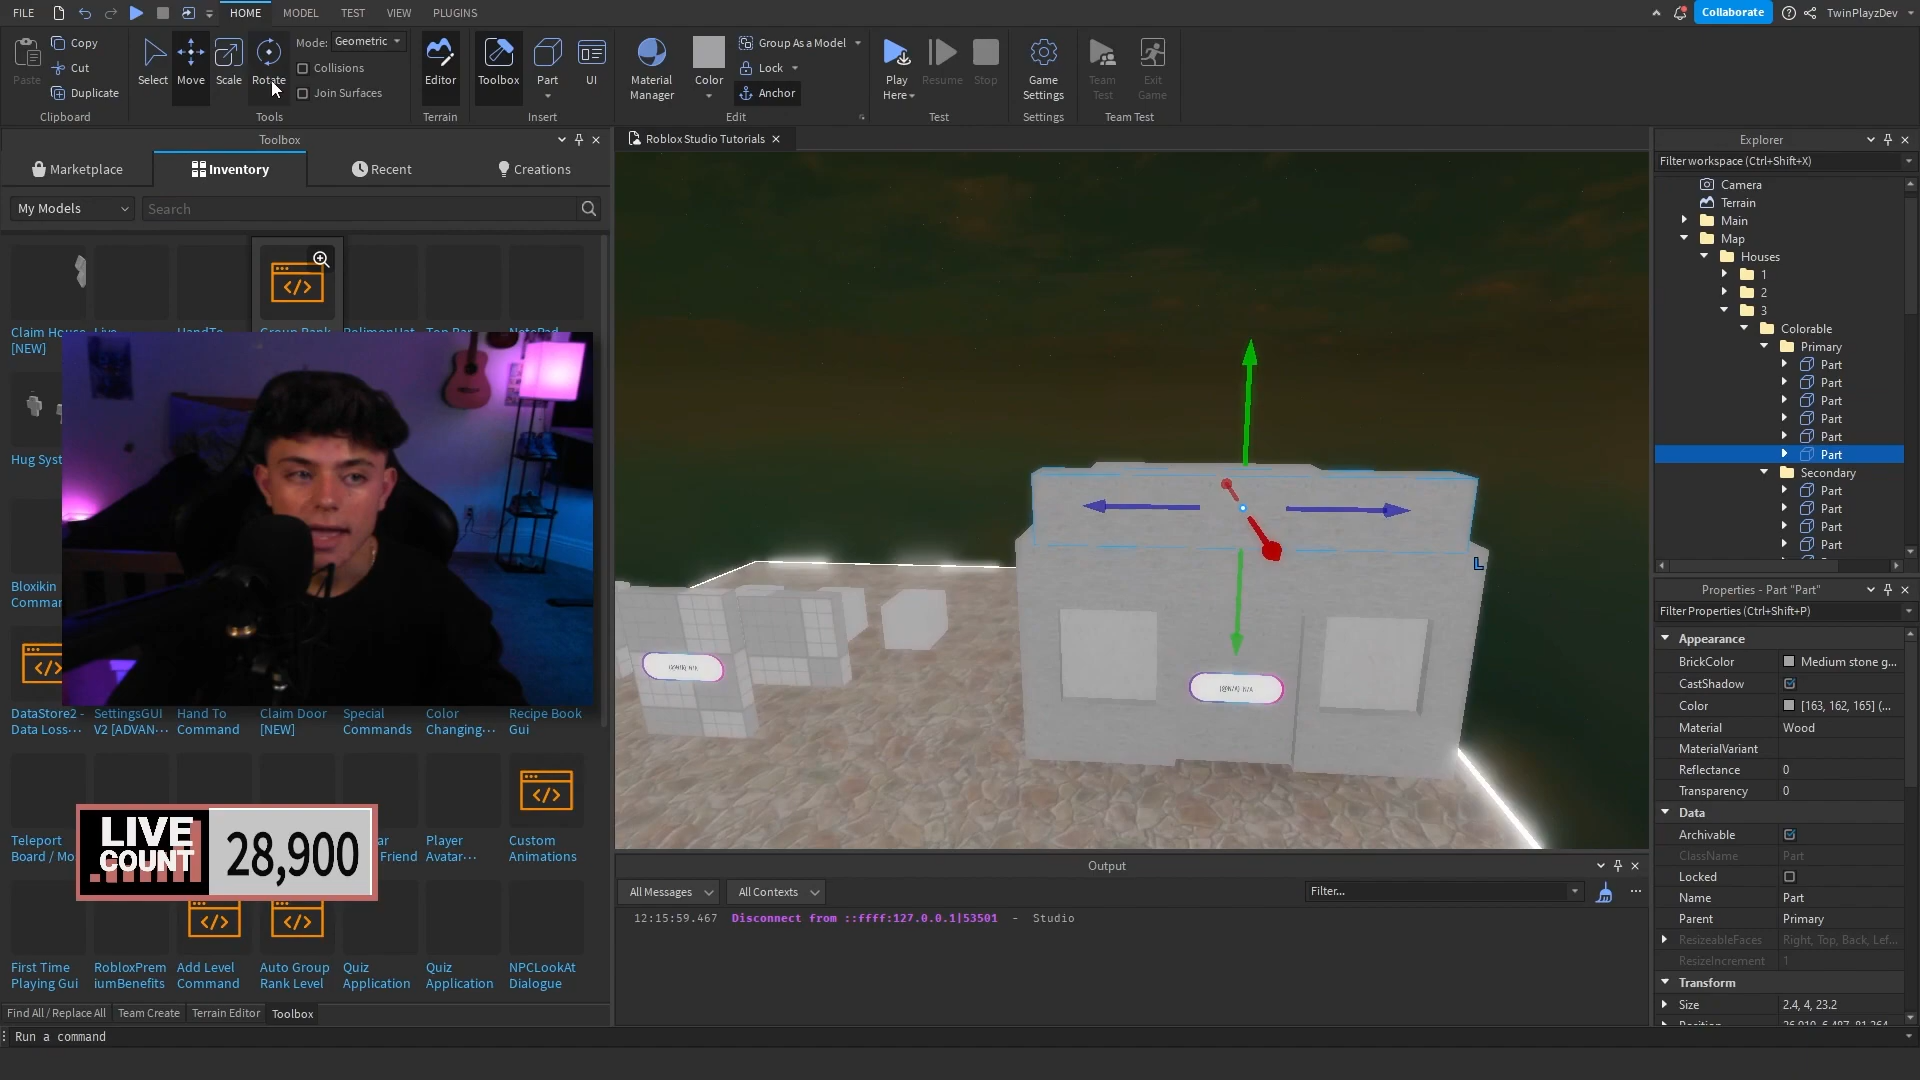 FILE
HOME
MODEL
TEST
VIEW
PLUGINS
Collaborate
TwinPlayzDev
Paste
Copy
Cut
Duplicate
Clipboard
Select
Move
Scale
Rotate
Mode: Geometric
Collisions
Join Surfaces
Tools
Editor
Terrain
Toolbox
Part
UI
Insert
Material
Manager
Color
Group As a Model
Lock
Anchor
Edit
Play
Here
Resume
Stop
Test
Game
Settings
Settings
Team
Test
Exit
Game
Team Test
Toolbox
Marketplace
Inventory
Recent
Creations
My Models
Search
Claim House
[NEW]
Hug Syst
Bloxikin
Comman
DataStore2 -
Data Loss...
SettingsGUI
V2 [ADVAN...
Hand To
Command
Claim Door
[NEW]
Special
Commands
Color
Changing...
Recipe Book
Gui
Teleport
Board / Mo
Friend
Player
Avatar...
Custom
Animations
LIVE
COUNT
28,900
First Time
Playing Gui
RobloxPrem
iumBenefits
Add Level
Command
Auto Group
Rank Level
Quiz
Application
Quiz
Application
NPCLookAt
Dialogue
Find All / Replace All
Team Create
Terrain Editor
Toolbox
Run a command
Roblox Studio Tutorials
L
Output
All Messages
All Contexts
Filter...
12:15:59.467 Disconnect from ::ffff:127.0.0.1|53501 - Studio
Explorer
Filter workspace (Ctrl+Shift+X)
Camera
Terrain
Main
Map
Houses
1
2
3
Colorable
Primary
Part
Part
Part
Part
Part
Part
Secondary
Part
Part
Part
Part
Properties - Part "Part"
Filter Properties (Ctrl+Shift+P)
Appearance
BrickColor Medium stone g...
CastShadow
Color [163, 162, 165] (...
Material Wood
MaterialVariant
Reflectance 0
Transparency 0
Data
Archivable
ClassName Part
Locked
Name Part
Parent Primary
ResizeableFaces Right, Top, Back, Lef...
ResizeIncrement 1
Transform
Size 2.4, 4, 23.2